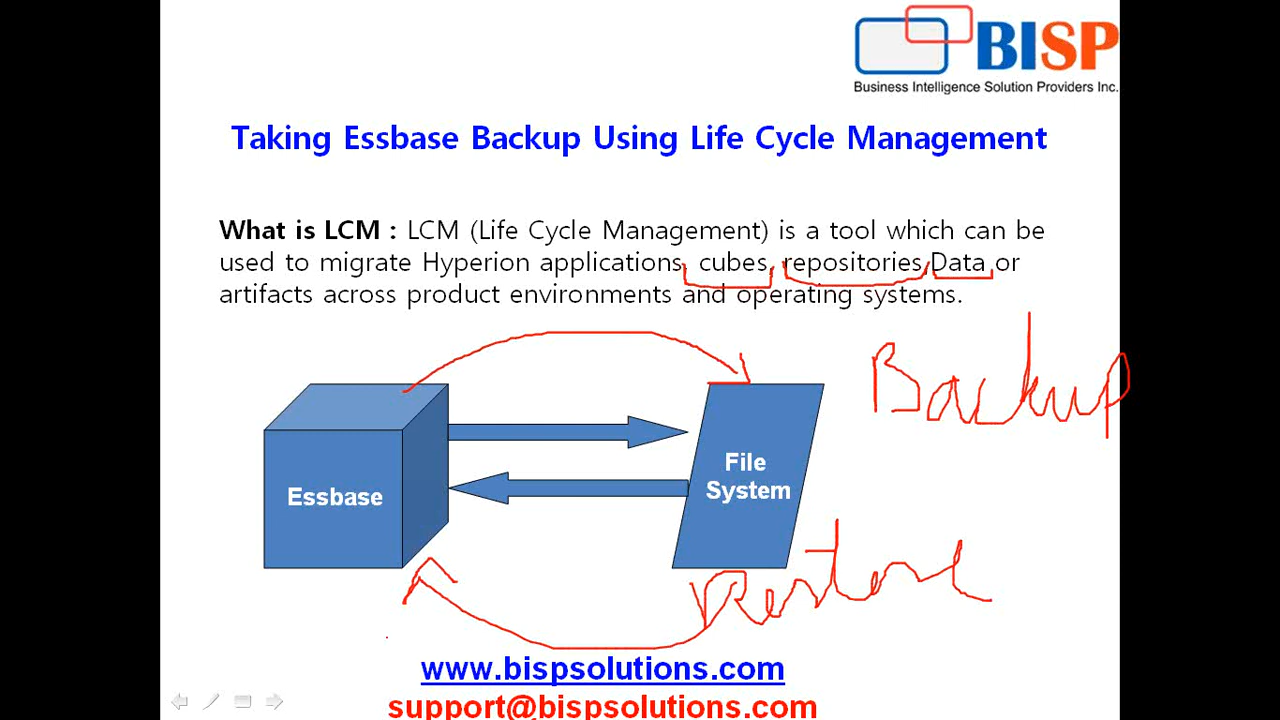 BISP
Business Intelligence Solution Providers Inc.
Taking Essbase Backup Using Life Cycle Management
What is LCM : LCM (Life Cycle Management) is a tool which can be
used to migrate Hyperion applications, cubes, repositories, Data or
artifacts across product environments and operating systems.
Backup
Essbase
File
System
Restore
www.bispsolutions.com
support@bispsolutions.com